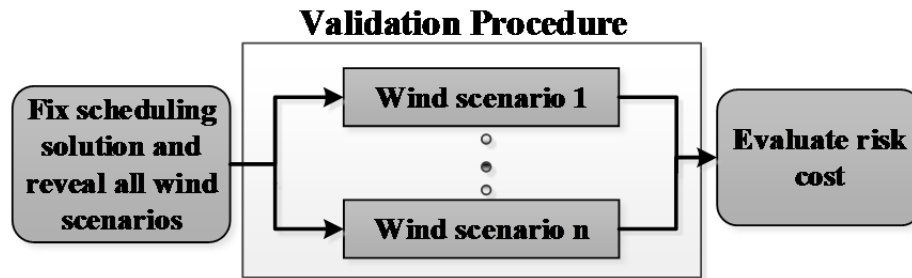 Validation Procedure
Fix scheduling
solution and
reveal all wind
scenarios
Wind scenario 1
Wind scenario n
Evaluate risk
cost